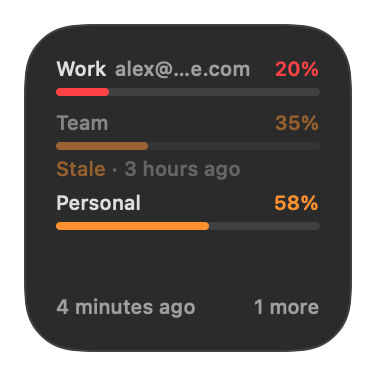 Work alex@...e.com 20%
Team 35%
Stale · 3 hours ago
Personal 58%
4 minutes ago 1 more